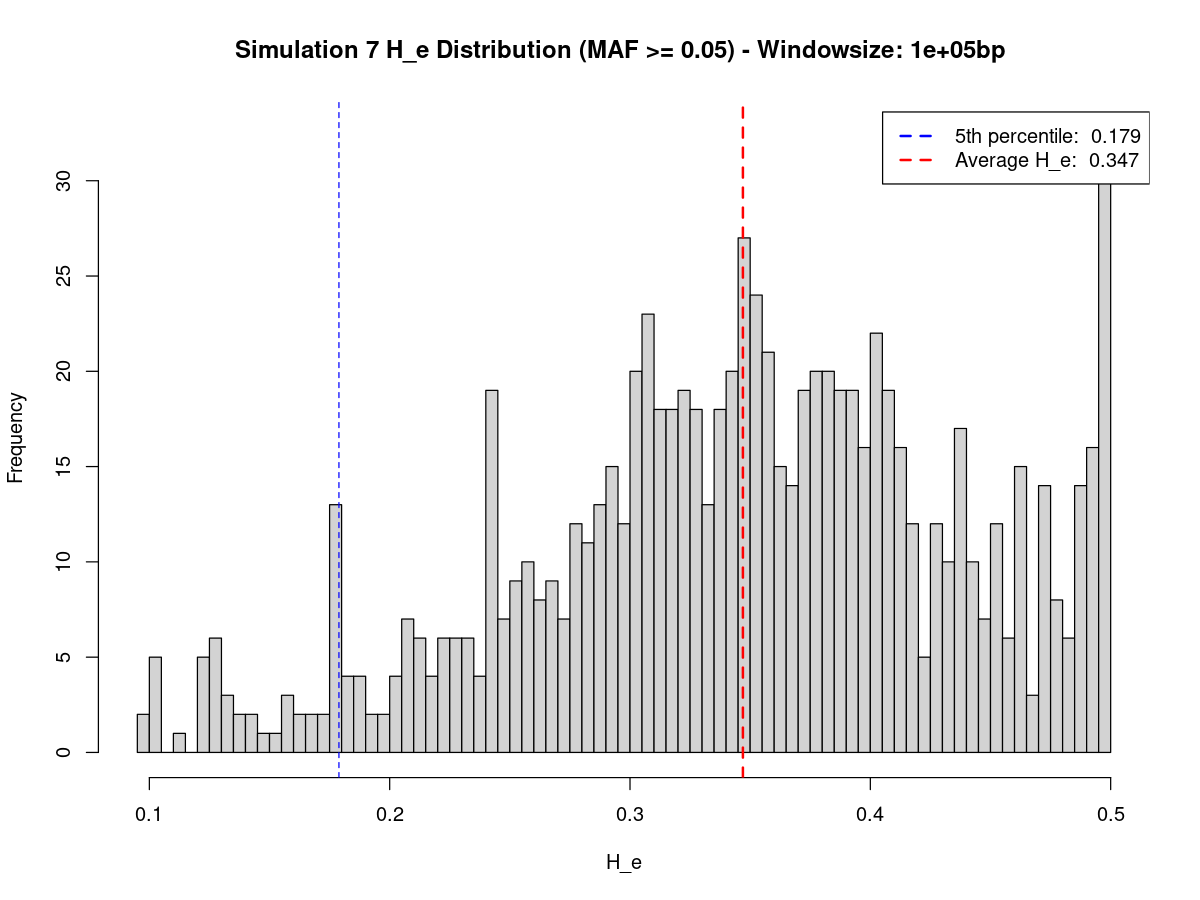 Simulation 7 H_e Distribution (MAF >= 0.05) - Windowsize: 1e+05bp
5th percentile: 0.179
Average H_e: 0.347
Frequency
30
25
20
15
10
5
0
0.1 0.2 0.3 0.4 0.5
H_e